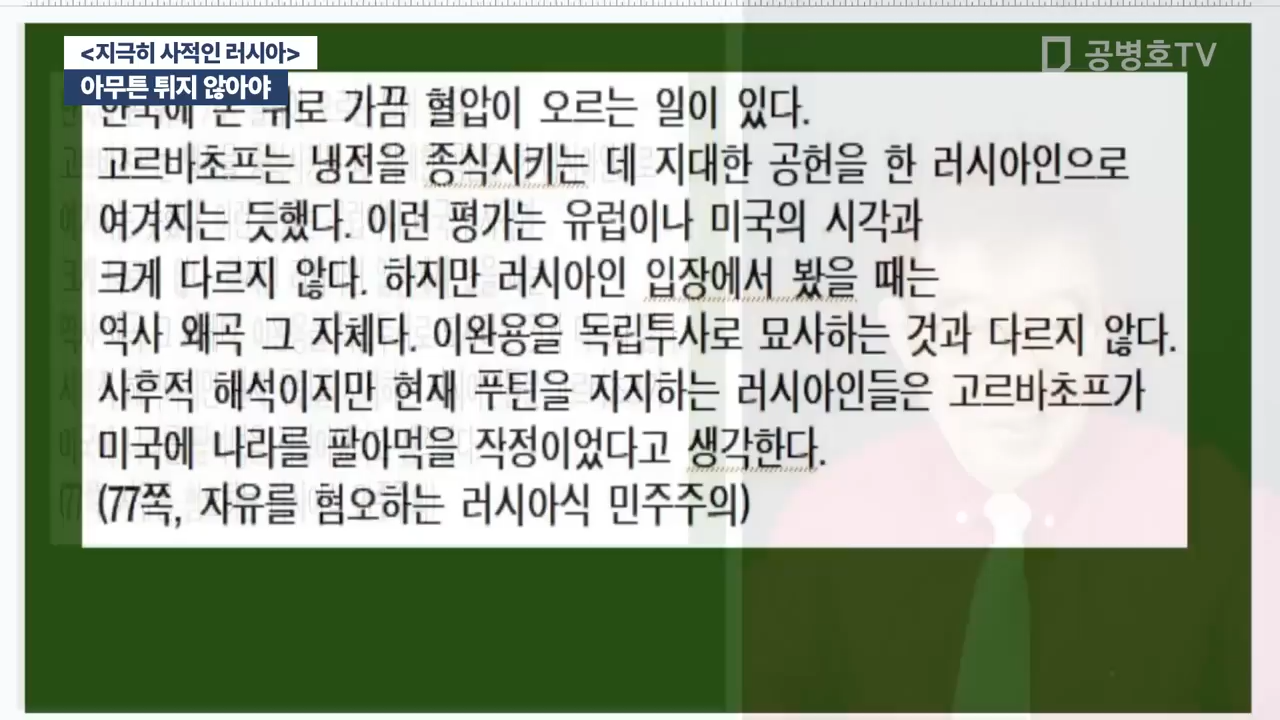 <지극히 사적인 러시아>
아무튼 튀지 않아야
공병호TV
한국에 온 뒤로 가끔 혈압이 오르는 일이 있다.
고르바초프는 냉전을 종식시키는 데 지대한 공헌을 한 러시아인으로
여겨지는 듯했다. 이런 평가는 유럽이나 미국의 시각과
크게 다르지 않다. 하지만 러시아인 입장에서 봤을 때는
역사 왜곡 그 자체다. 이완용을 독립투사로 묘사하는 것과 다르지 않다.
사후적 해석이지만 현재 푸틴을 지지하는 러시아인들은 고르바초프가
미국에 나라를 팔아먹을 작정이었다고 생각한다.
(77쪽, 자유를 혐오하는 러시아식 민주주의)